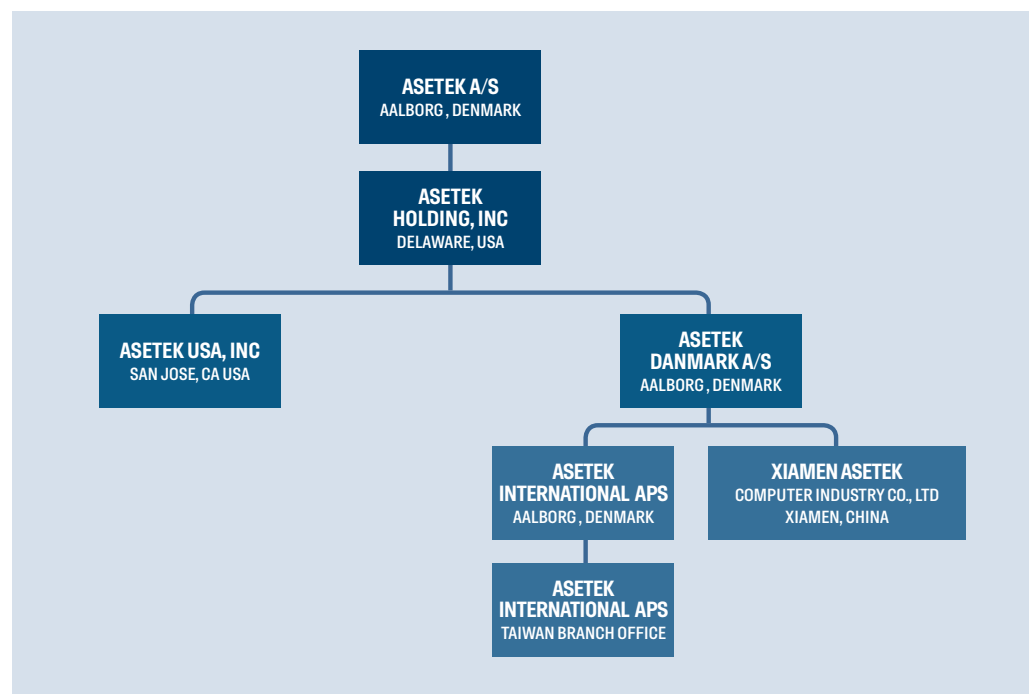 ASETEK A/S
AALBORG, DENMARK
ASETEK
HOLDING, INC
DELAWARE, USA
ASETEK USA, INC
SAN JOSE, CA USA
ASETEK
DANMARK A/S
AALBORG, DENMARK
ASETEK
INTERNATIONAL APS
AALBORG, DENMARK
XIAMEN ASETEK
COMPUTER INDUSTRY CO., LTD
XIAMEN, CHINA
ASETEK
INTERNATIONAL APS
TAIWAN BRANCH OFFICE